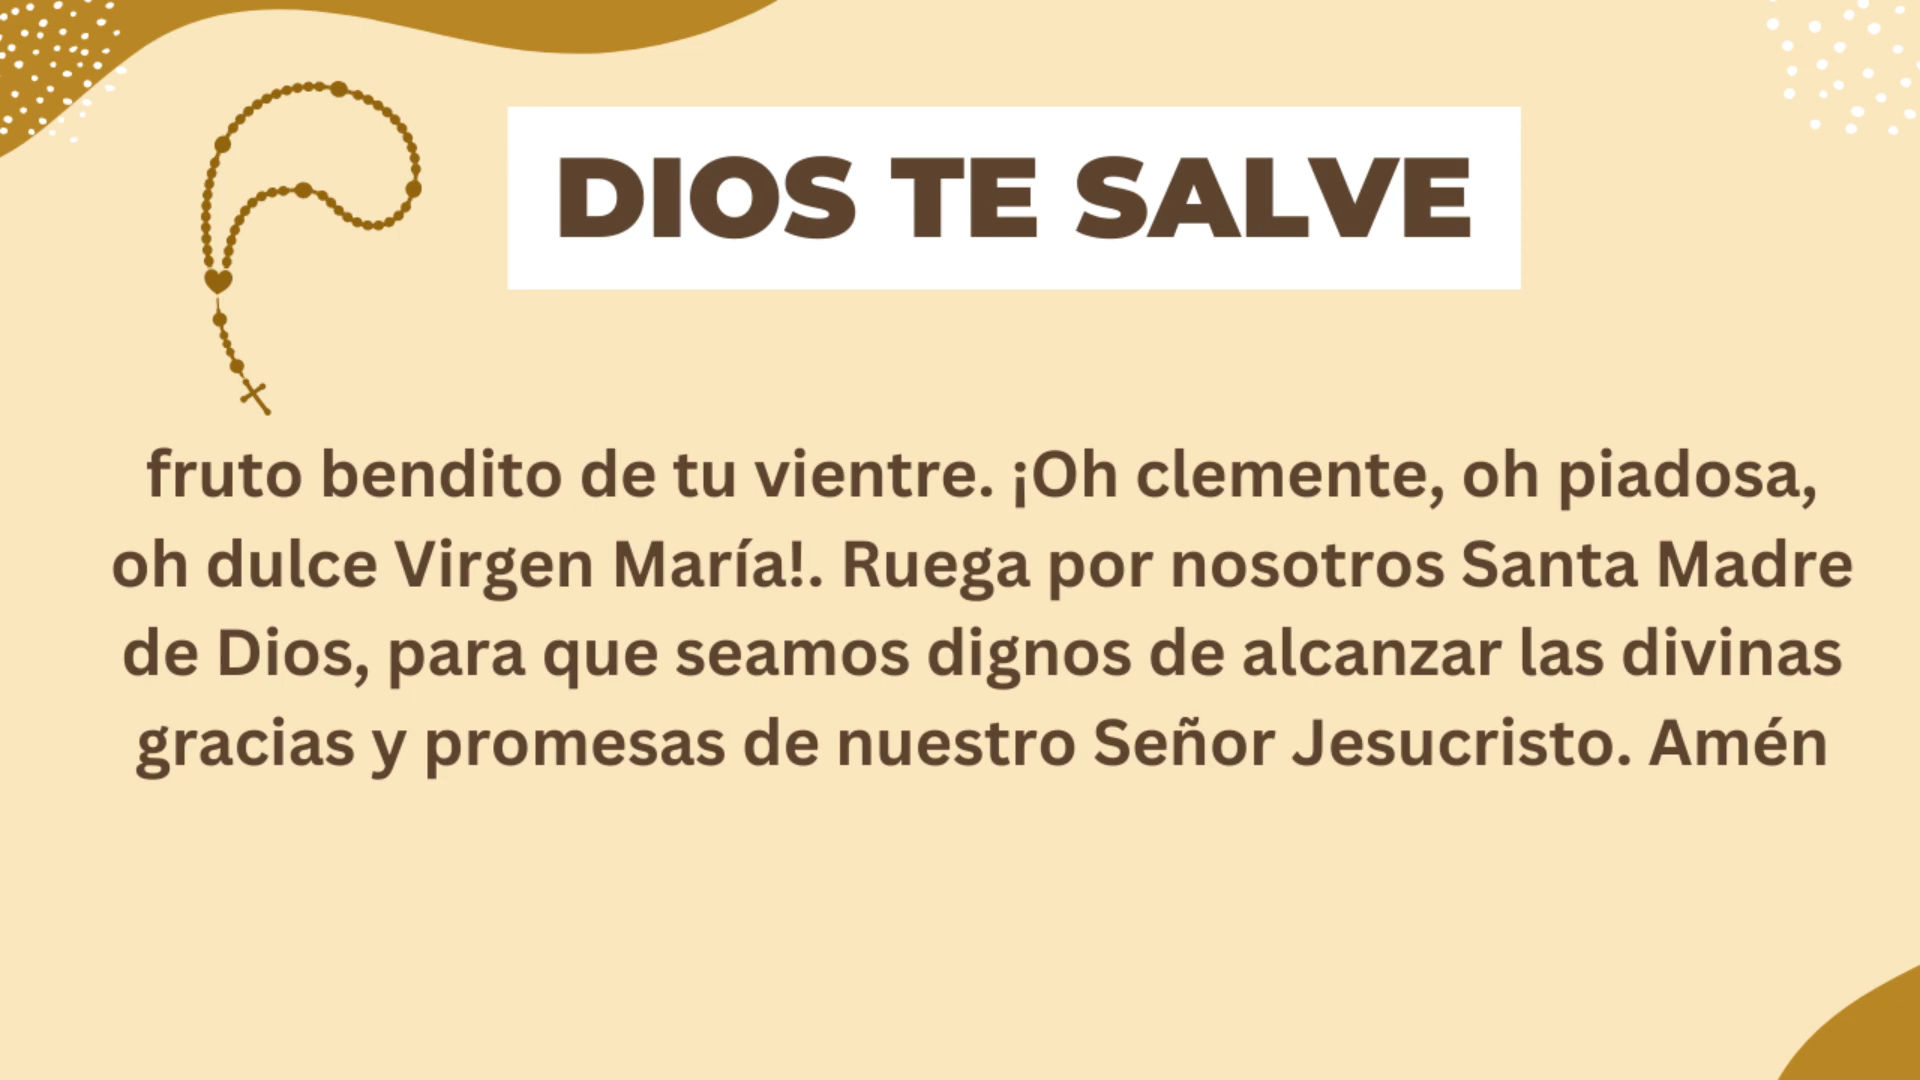 DIOS TE SALVE
fruto bendito de tu vientre. ¡Oh clemente, oh piadosa,
oh dulce Virgen María!. Ruega por nosotros Santa Madre
de Dios, para que seamos dignos de alcanzar las divinas
gracias y promesas de nuestro Señor Jesucristo. Amén